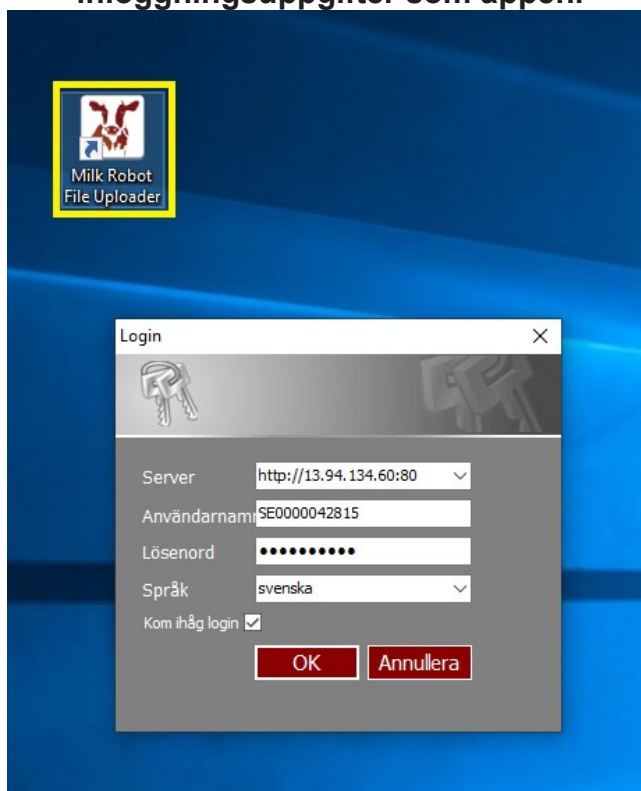 inloggningsuppgifter som appen.
Milk Robot
File Uploader
Login
Server
http://13.94.134.60:80
Användarnamn
SE0000042815
Lösenord
••••••••••
Språk
svenska
Kom ihåg login
OK
Annullera